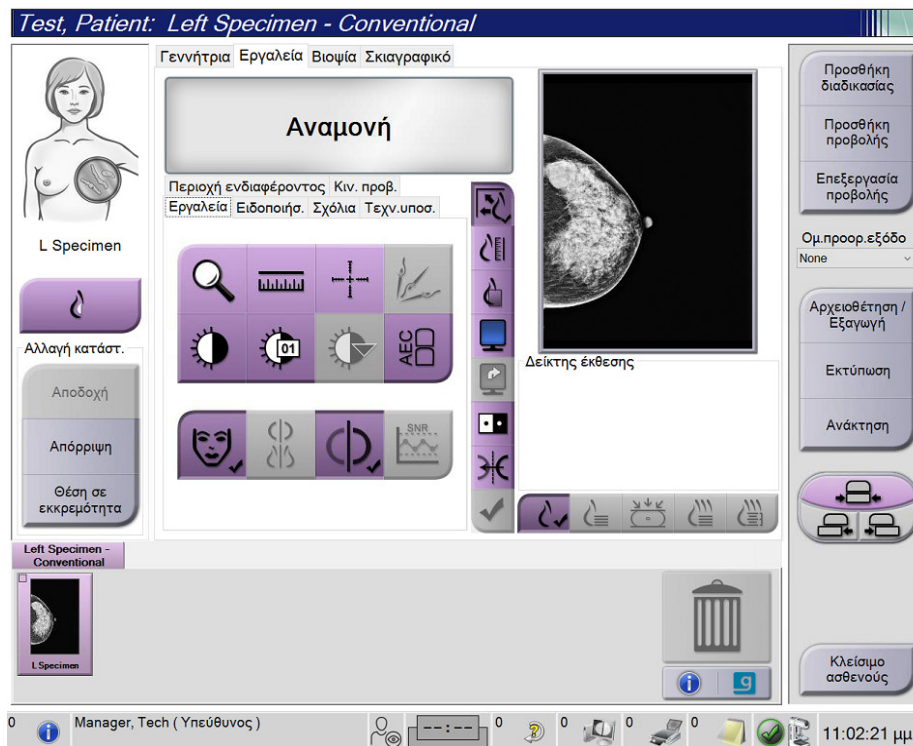 Test, Patient: Left Specimen - Conventional
Γεννήτρια Εργαλεία Βιοψία Σκιαγραφικό
L Specimen
Αλλαγή κατάστ.
Αποδοχή
Απόρριψη
Θέση σε
εκκρεμότητα
Αναμονή
Περιοχή ενδιαφέροντος Κιν. προβ.
Εργαλεία Ειδοποιήσ. Σχόλια Τεχν.υποσ.
01
AEC
SNR
Δείκτης έκθεσης
Προσθήκη
διαδικασίας
Προσθήκη
προβολής
Επεξεργασία
προβολής
Ομ.προορ.εξόδο
None
Αρχειοθέτηση /
Εξαγωγή
Εκτύπωση
Ανάκτηση
Left Specimen -
Conventional
L Specimen
Κλείσιμο
ασθενούς
0 Manager, Tech ( Υπεύθυνος ) --:-- 0 0 0 0 11:02:21 μμ